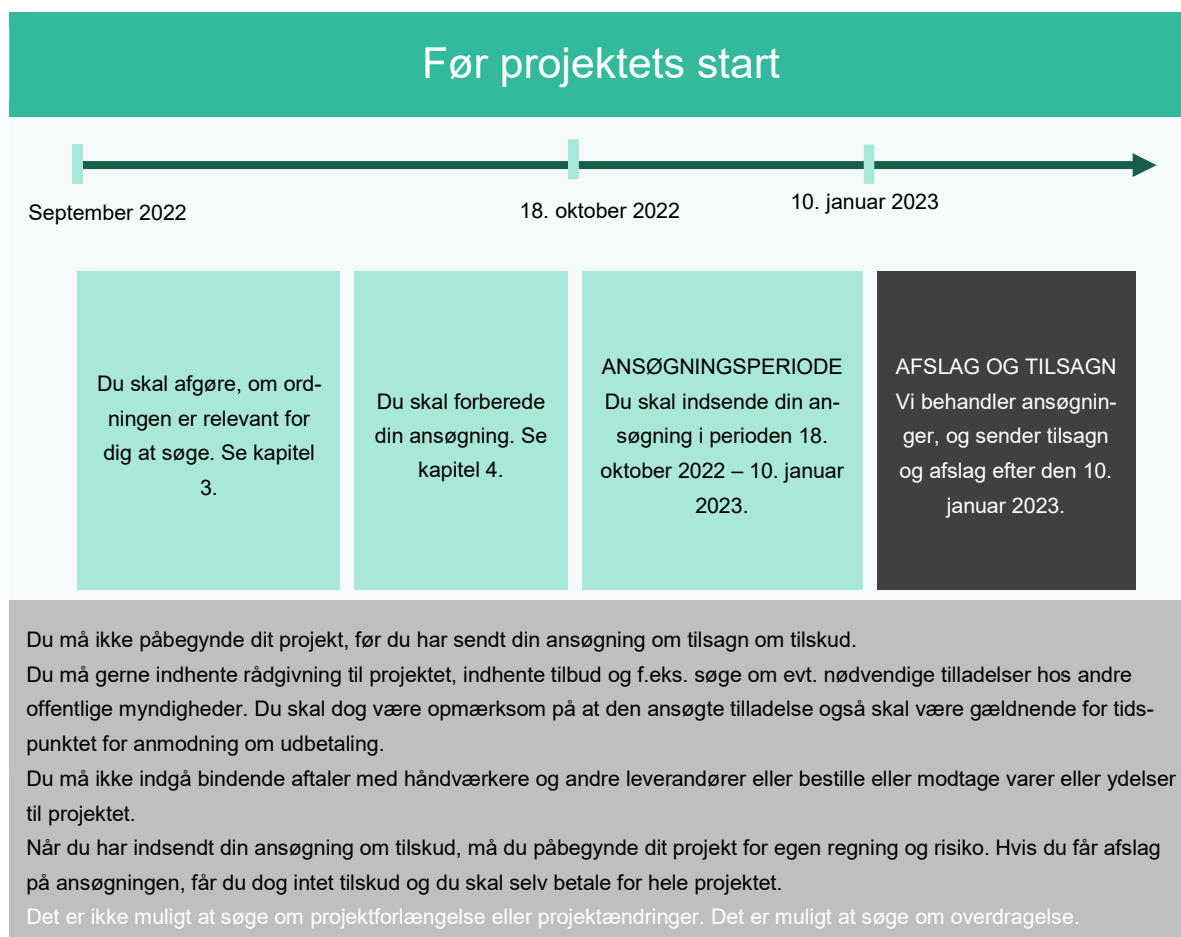 Før projektets start
September 2022
18. oktober 2022
10. januar 2023
Du skal afgøre, om ord-
ningen er relevant for
dig at søge. Se kapitel
3.
Du skal forberede
din ansøgning. Se
kapitel 4.
ANSØGNINGSPERIODE
Du skal indsende din an-
søgning i perioden 18.
oktober 2022 – 10. januar
2023.
AFSLAG OG TILSAGN
Vi behandler ansøgnin-
ger, og sender tilsagn
og afslag efter den 10.
januar 2023.
Du må ikke påbegynde dit projekt, før du har sendt din ansøgning om tilsagn om tilskud.
Du må gerne indhente rådgivning til projektet, indhente tilbud og f.eks. søge om evt. nødvendige tilladelser hos andre
offentlige myndigheder. Du skal dog være opmærksom på at den ansøgte tilladelse også skal være gældnende for tids-
punktet for anmodning om udbetaling.
Du må ikke indgå bindende aftaler med håndværkere og andre leverandører eller bestille eller modtage varer eller ydelser
til projektet.
Når du har indsendt din ansøgning om tilskud, må du påbegynde dit projekt for egen regning og risiko. Hvis du får afslag
på ansøgningen, får du dog intet tilskud og du skal selv betale for hele projektet.
Det er ikke muligt at søge om projektforlængelse eller projektændringer. Det er muligt at søge om overdragelse.